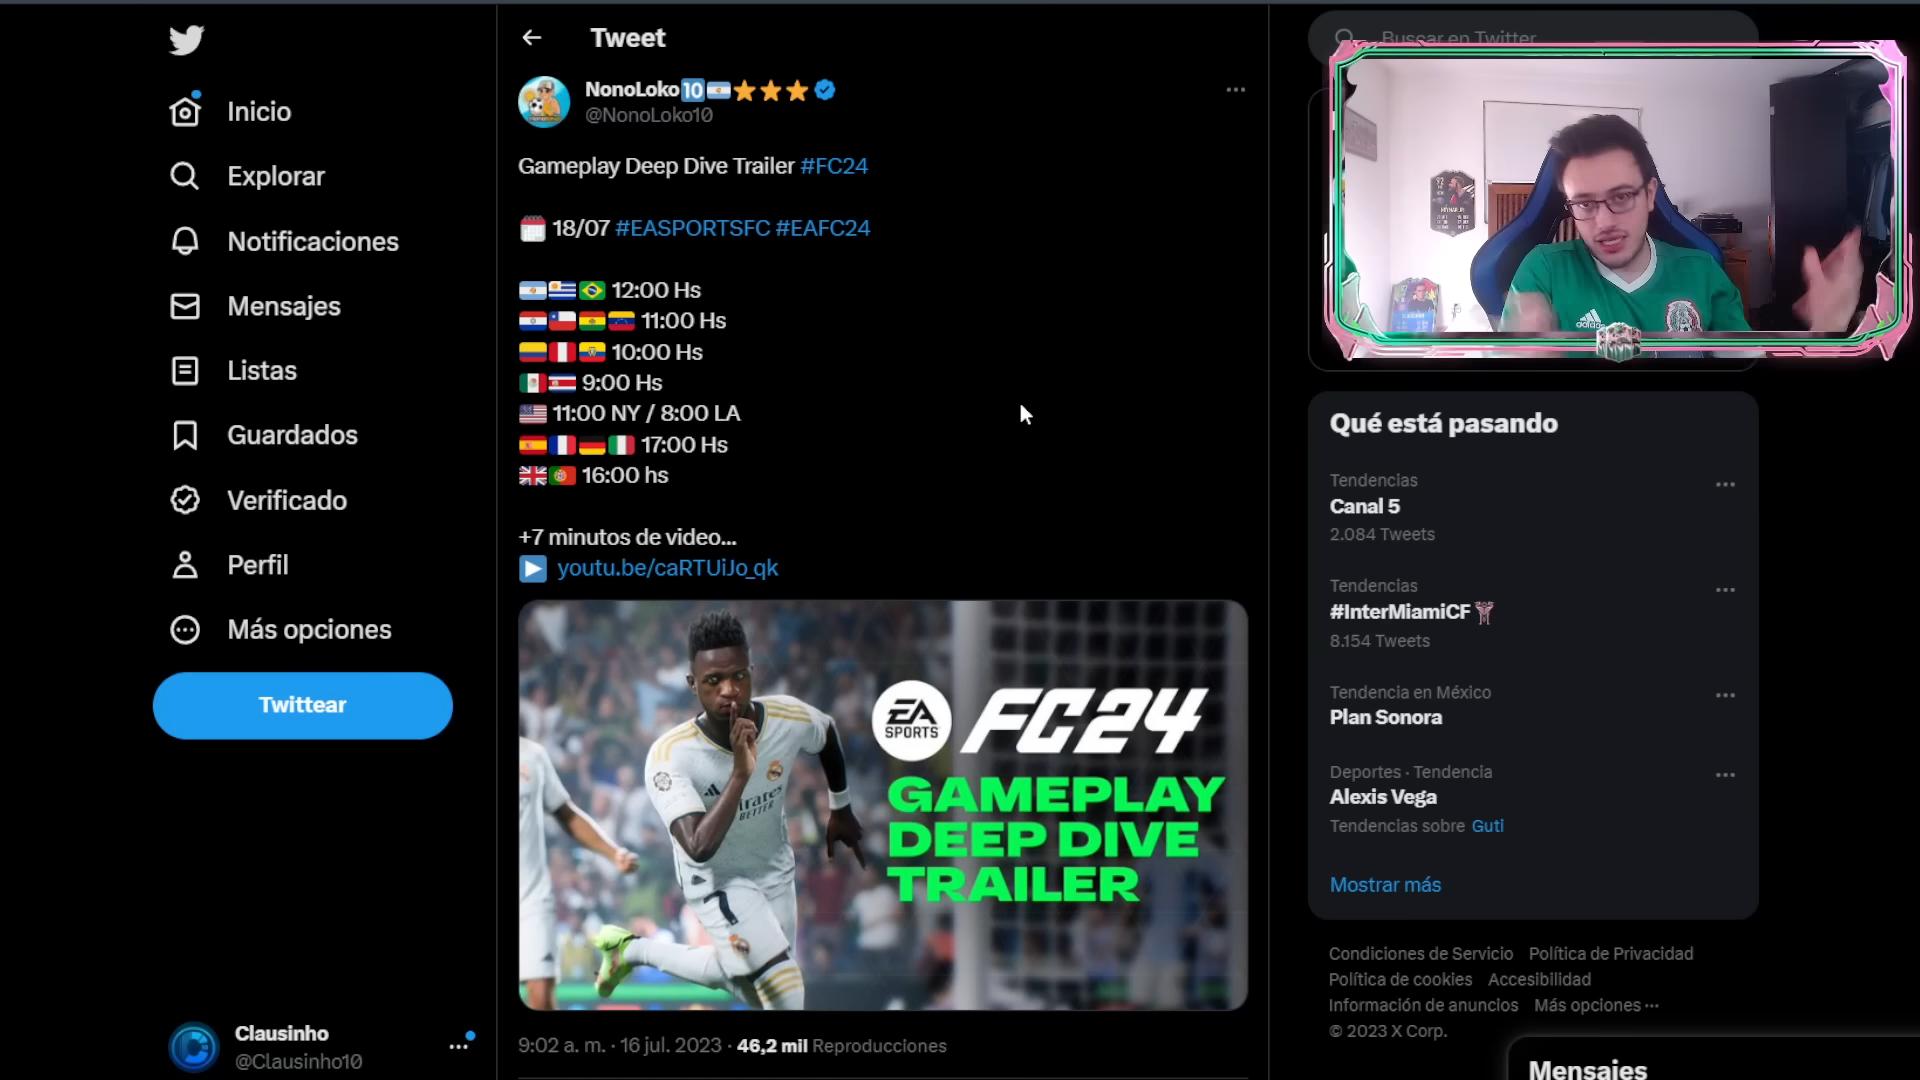 Inicio
Explorar
Notificaciones
Mensajes
Listas
Guardados
Verificado
Perfil
Más opciones
Twittear
Clausinho
@Clausinho10
Tweet
NonoLoko
@NonoLoko10
Gameplay Deep Dive Trailer #FC24
18/07 #EASPORTSFC #EAFC24
12:00 Hs
11:00 Hs
10:00 Hs
9:00 Hs
11:00 NY / 8:00 LA
17:00 Hs
16:00 hs
+7 minutos de video...
youtu.be/caRTUiJo_qk
EA
SPORTS
FC24
GAMEPLAY
DEEP DIVE
TRAILER
9:02 a. m. · 16 jul. 2023 · 46,2 mil Reproducciones
Buscar en Twitter
adidas
Qué está pasando
Tendencias
Canal 5
2.084 Tweets
Tendencias
#InterMiamiCF
8.154 Tweets
Tendencia en México
Plan Sonora
Deportes · Tendencia
Alexis Vega
Tendencias sobre Guti
Mostrar más
Condiciones de Servicio Política de Privacidad
Política de cookies Accesibilidad
Información de anuncios Más opciones ···
© 2023 X Corp.
Mensajes